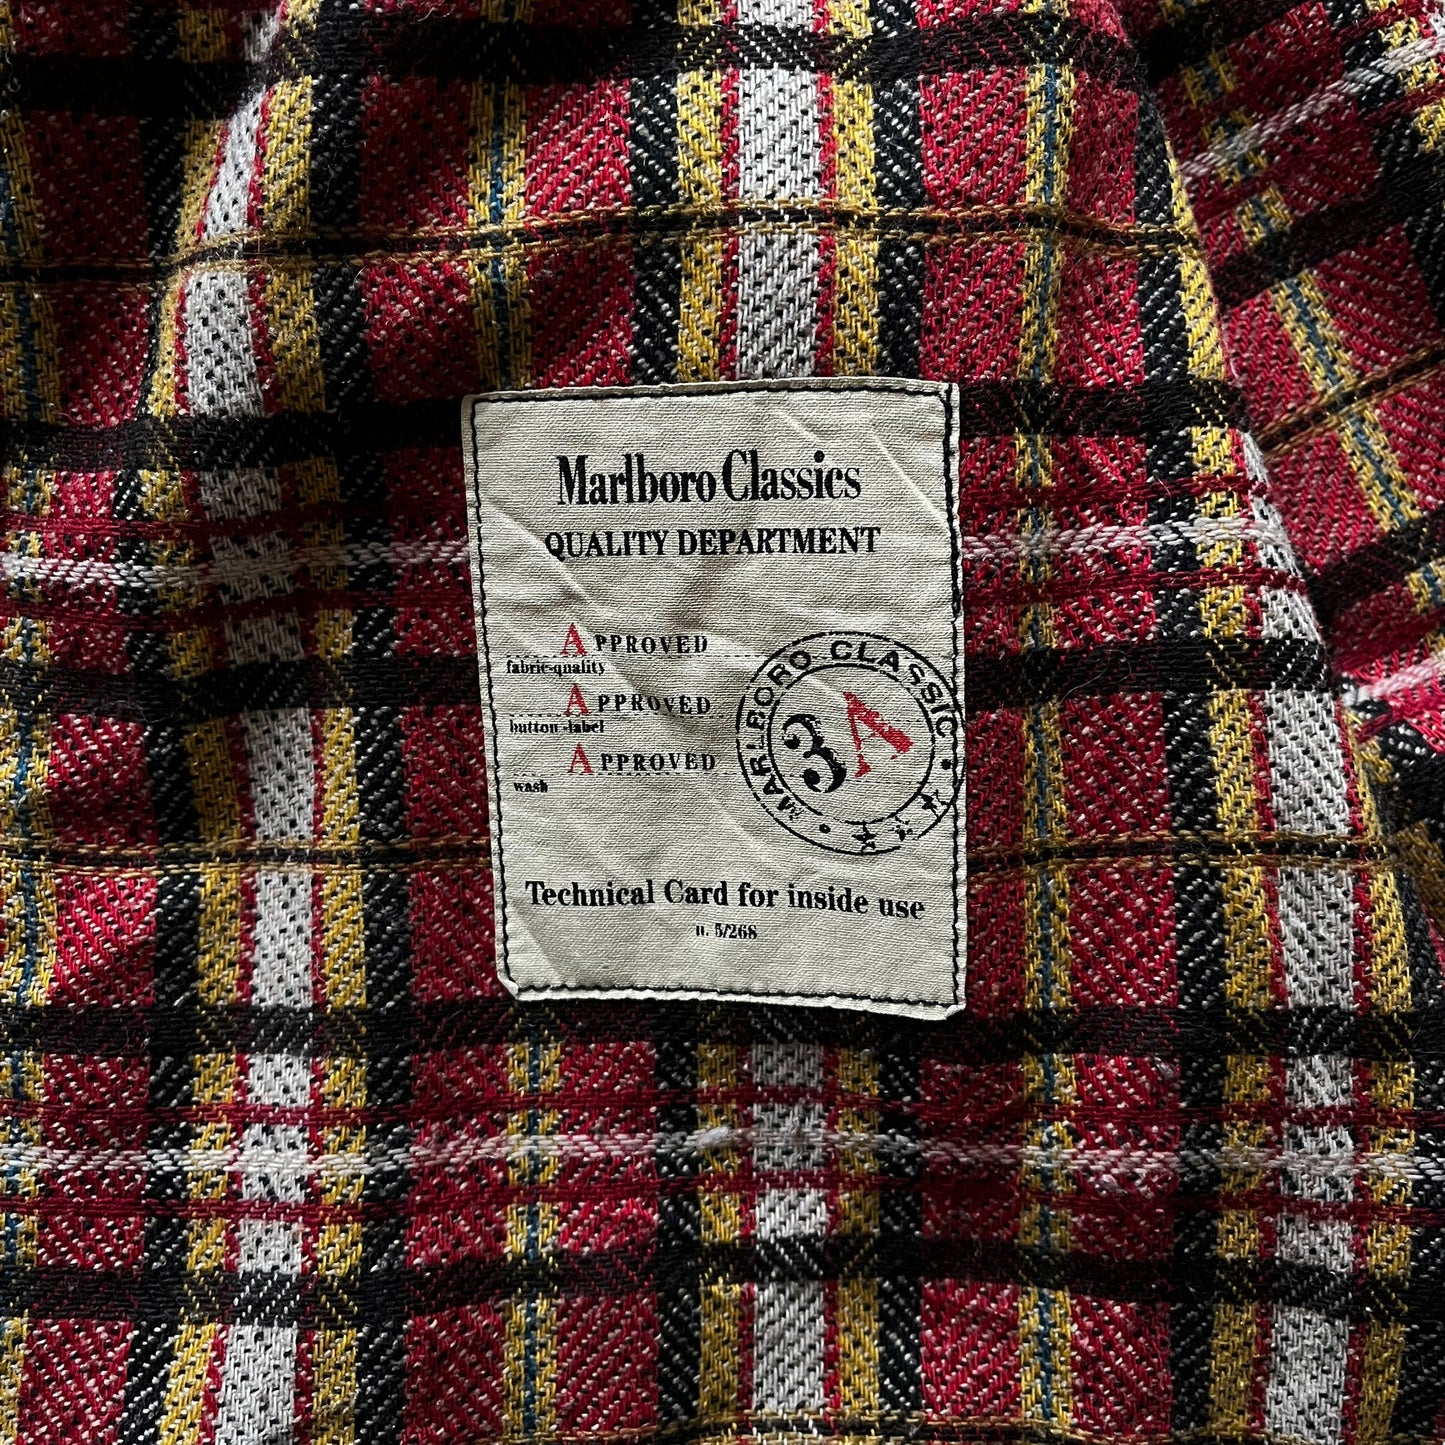 Marlboro Classics
QUALITY DEPARTMENT
APPROVED
fabric-quality
APPROVED
button-label
APPROVED
wash
MARLBORO CLASSIC
3A
Technical Card for inside use
n. 5/268